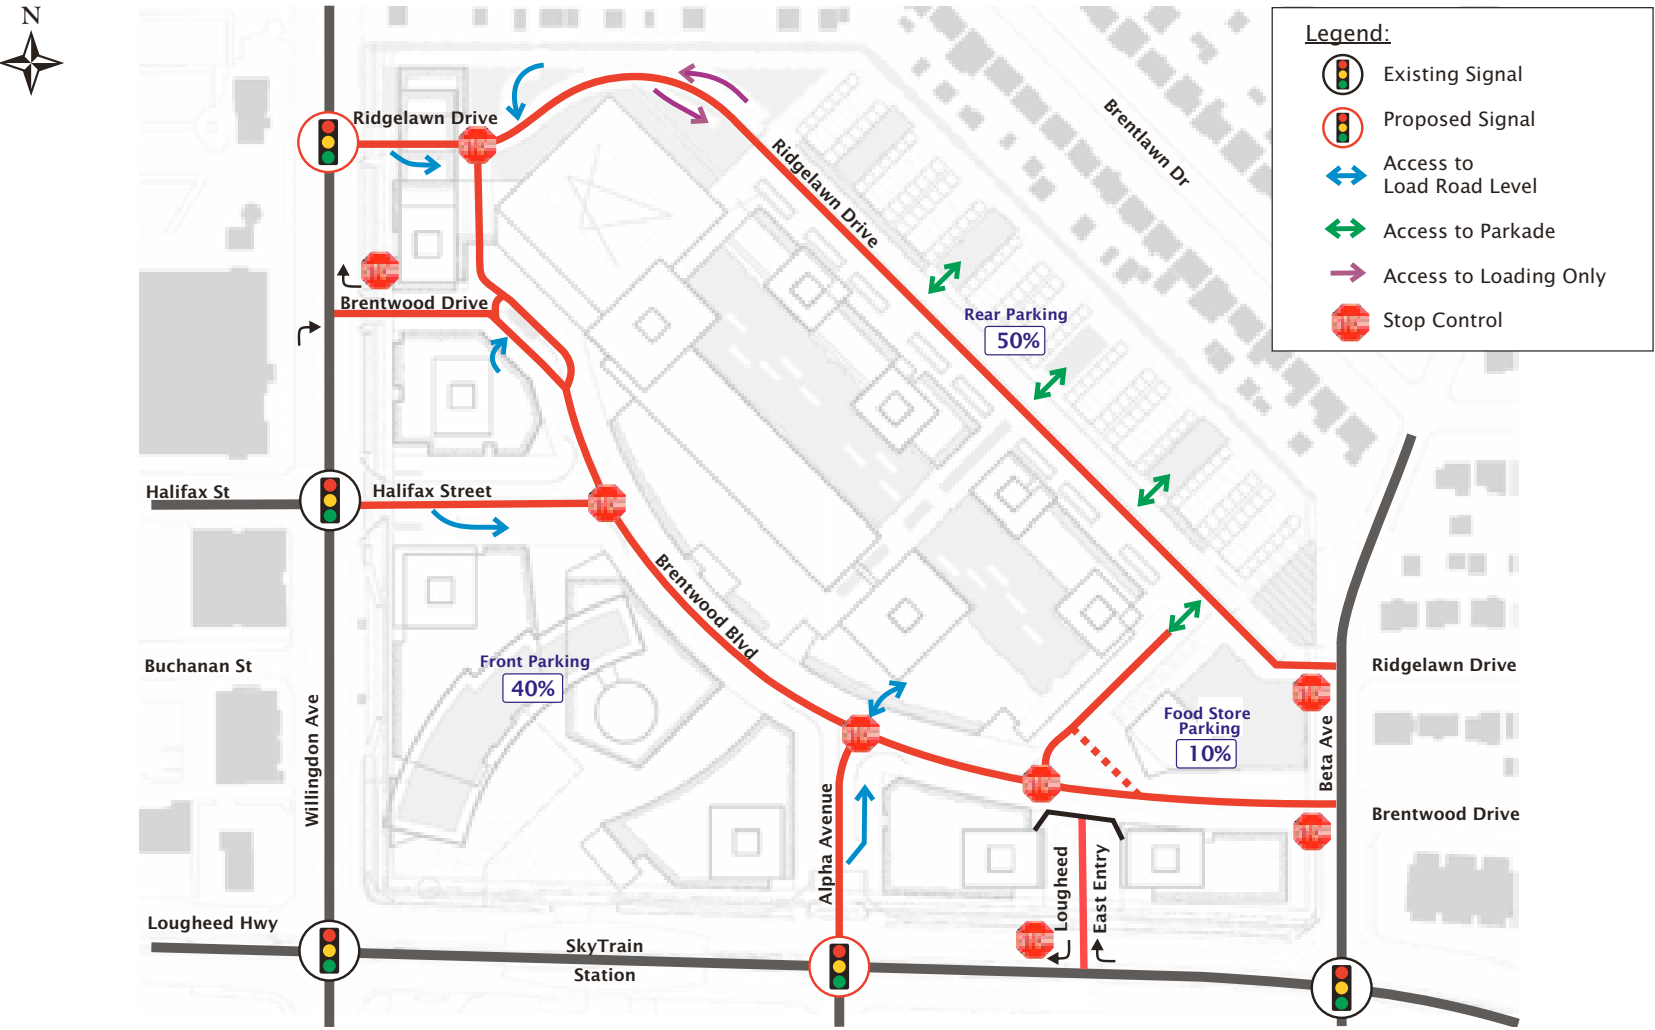 N
Legend:
Existing Signal
Proposed Signal
Access to
Load Road Level
Access to Parkade
Access to Loading Only
Stop Control
Ridgelawn Drive
Brentlawn Dr
Ridgelawn Drive
Brentwood Drive
Rear Parking
50%
Halifax St
Halifax Street
Brentwood Blvd
Buchanan St
Front Parking
40%
Ridgelawn Drive
Willingdon Ave
Food Store
Parking
10%
Beta Ave
Brentwood Drive
Alpha Avenue
Lougheed
East Entry
Lougheed Hwy
SkyTrain
Station